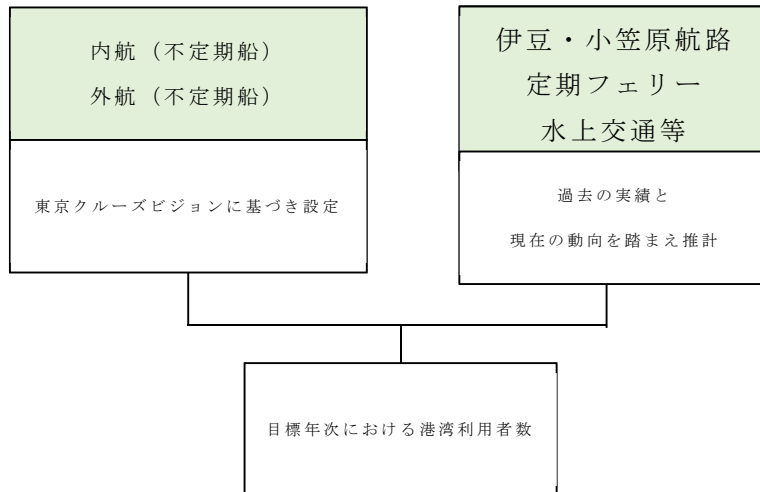 内航（不定期船）
外航（不定期船）
東京クルーズビジョンに基づき設定
伊豆・小笠原航路
定期フェリー
水上交通等
過去の実績と
現在の動向を踏まえ推計
目標年次における港湾利用者数